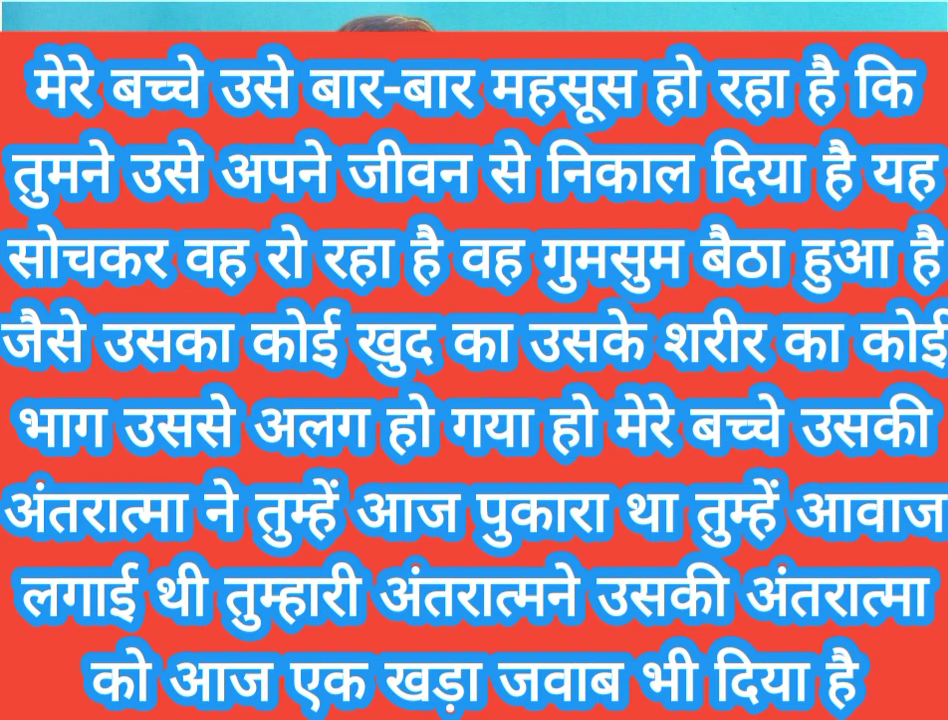 मेरे बच्चे उसे बार-बार महसूस हो रहा है कि
तुमने उसे अपने जीवन से निकाल दिया है यह
सोचकर वह रो रहा है वह गुमसुम बैठा हुआ है
जैसे उसका कोई खुद का उसके शरीर का कोई
भाग उससे अलग हो गया हो मेरे बच्चे उसकी
अंतरात्मा ने तुम्हें आज पुकारा था तुम्हें आवाज
लगाई थी तुम्हारी अंतरात्मने उसकी अंतरात्मा
को आज एक खड़ा जवाब भी दिया है